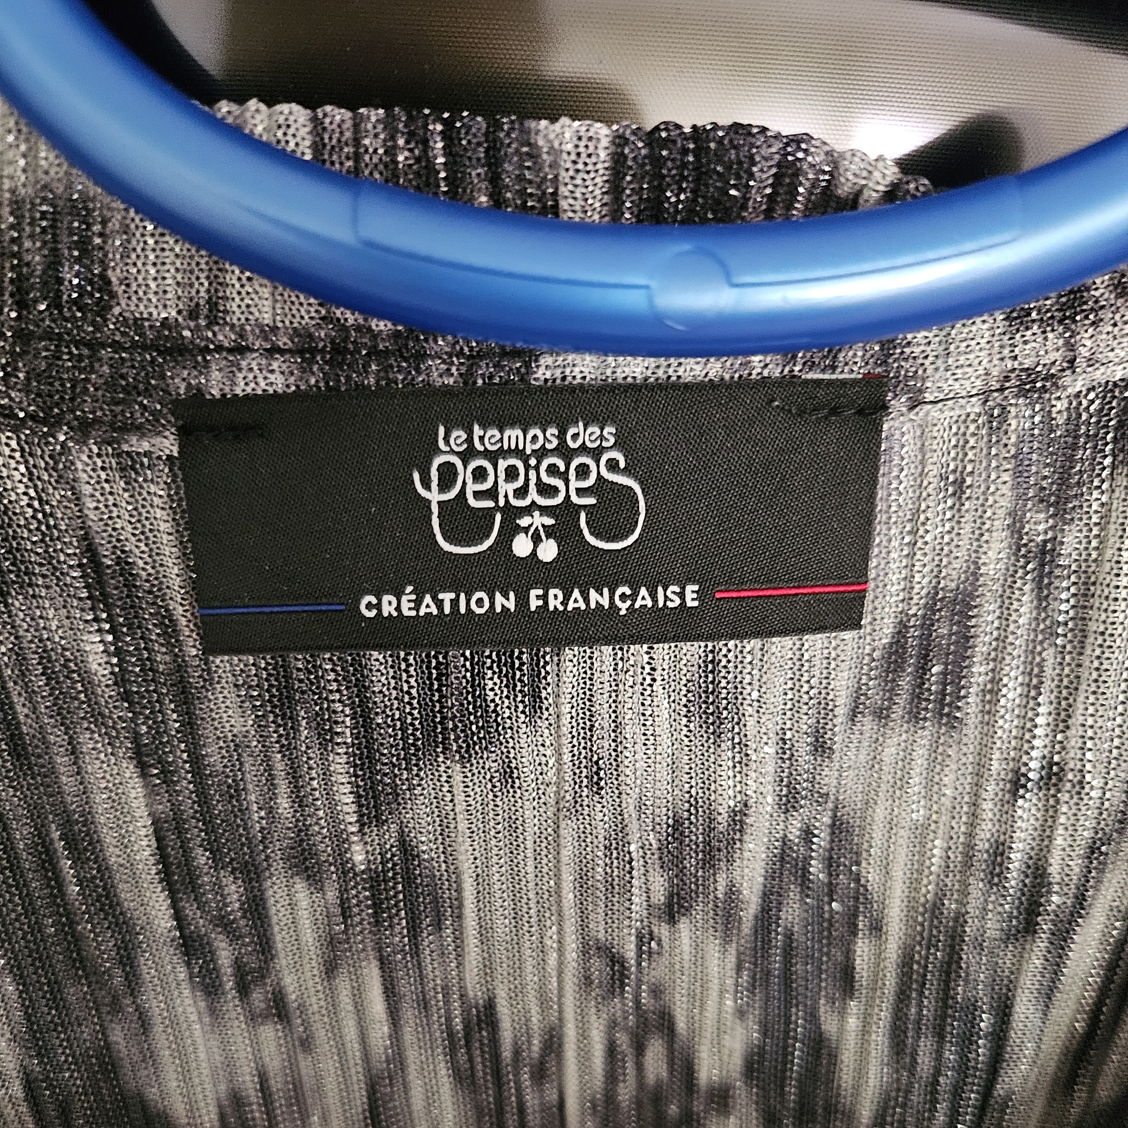 Le temps des
cerises
CRÉATION FRANÇAISE